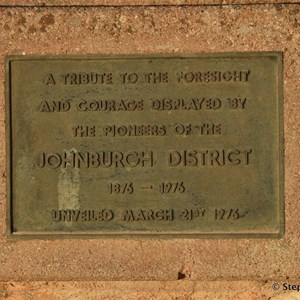 A TRIBUTE TO THE FORESIGHT
AND COURAGE DISPLAYED BY
THE PIONEERS OF THE
JOHNBURGH DISTRICT
1876 — 1976
UNVEILED MARCH 21ST 1976
© Step